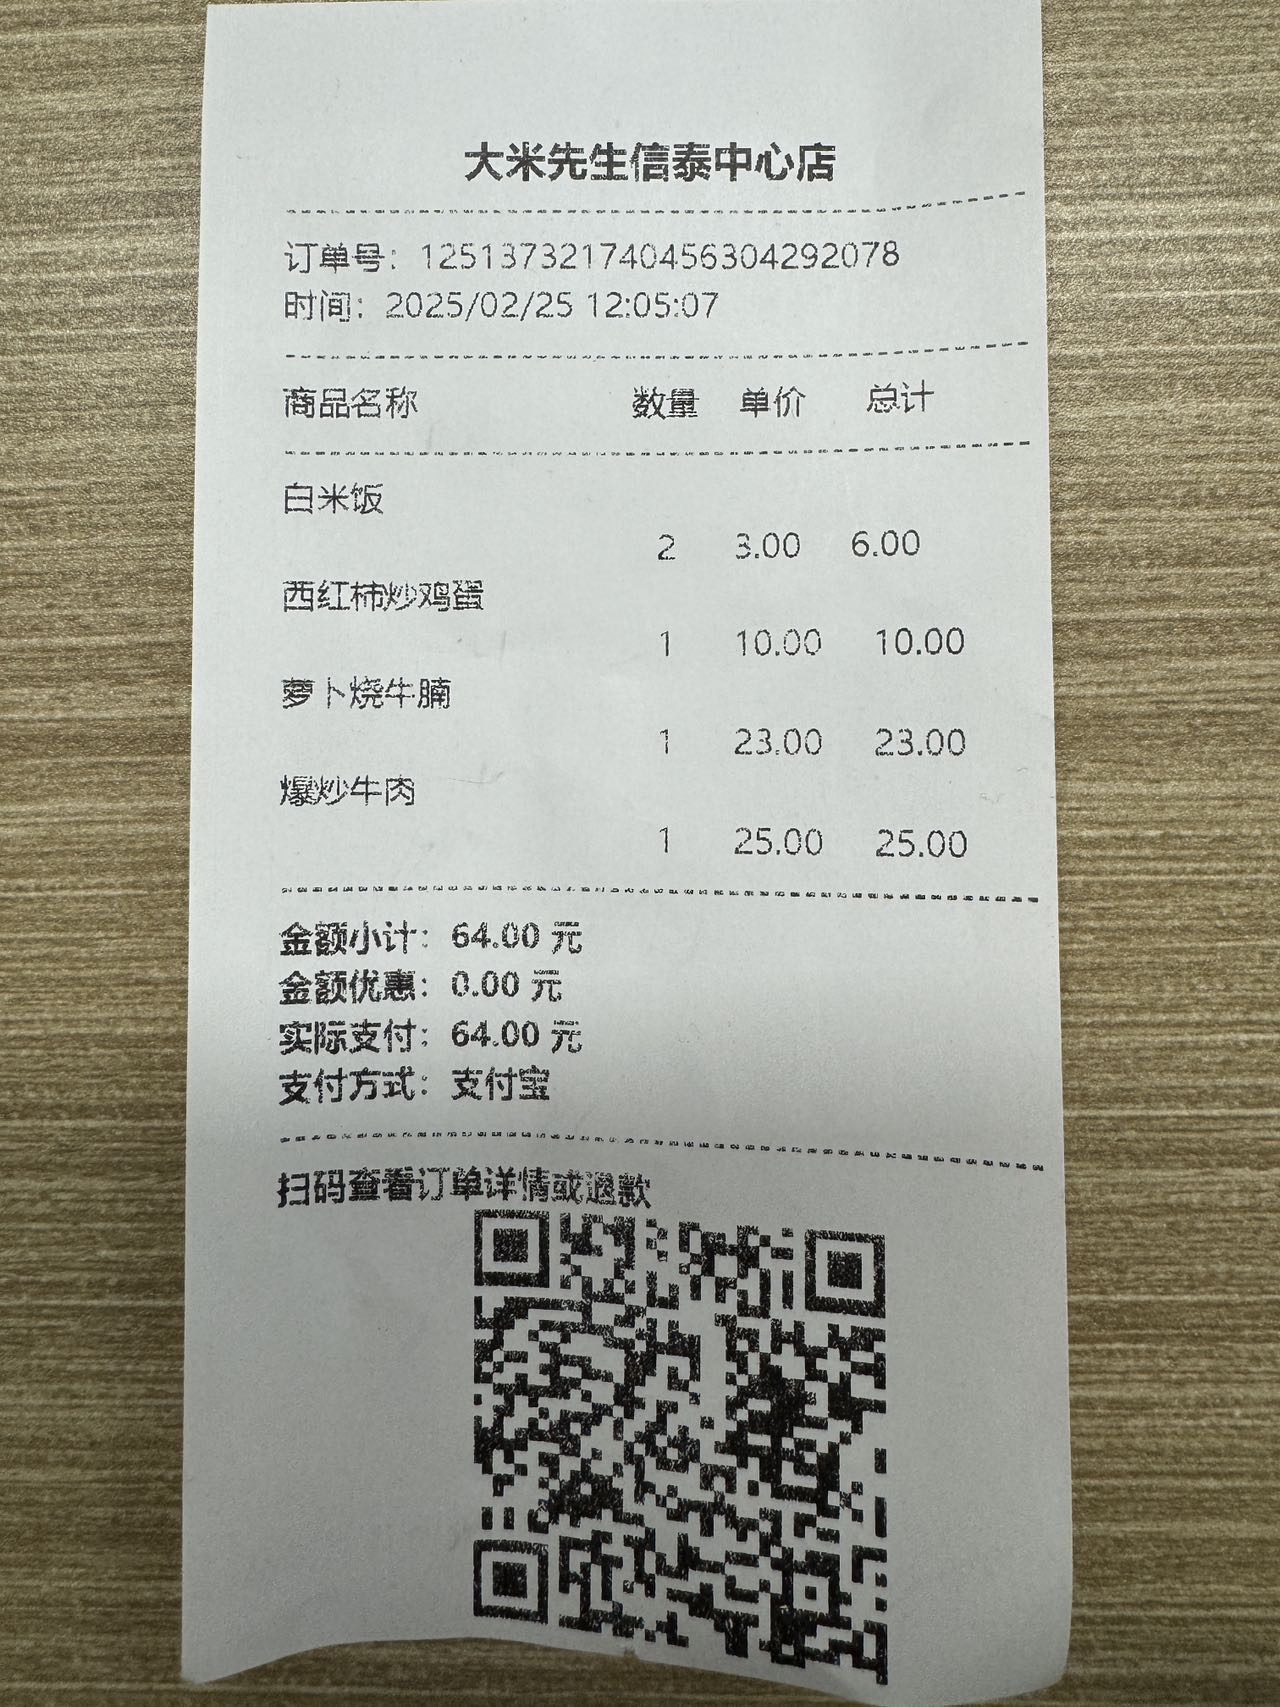 大米先生信泰中心店
订单号：1251373217404563042920​78
时间：2025/02/25 12:05:07
商品名称 数量 单价 总计
白米饭
2 3.00 6.00
西红柿炒鸡蛋
1 10.00 10.00
萝卜烧牛腩
1 23.00 23.00
爆炒牛肉
1 25.00 25.00
金额小计：64.00 元
金额优惠：0.00 元
实际支付：64.00 元
支付方式：支付宝
扫码查看订单详情或退款